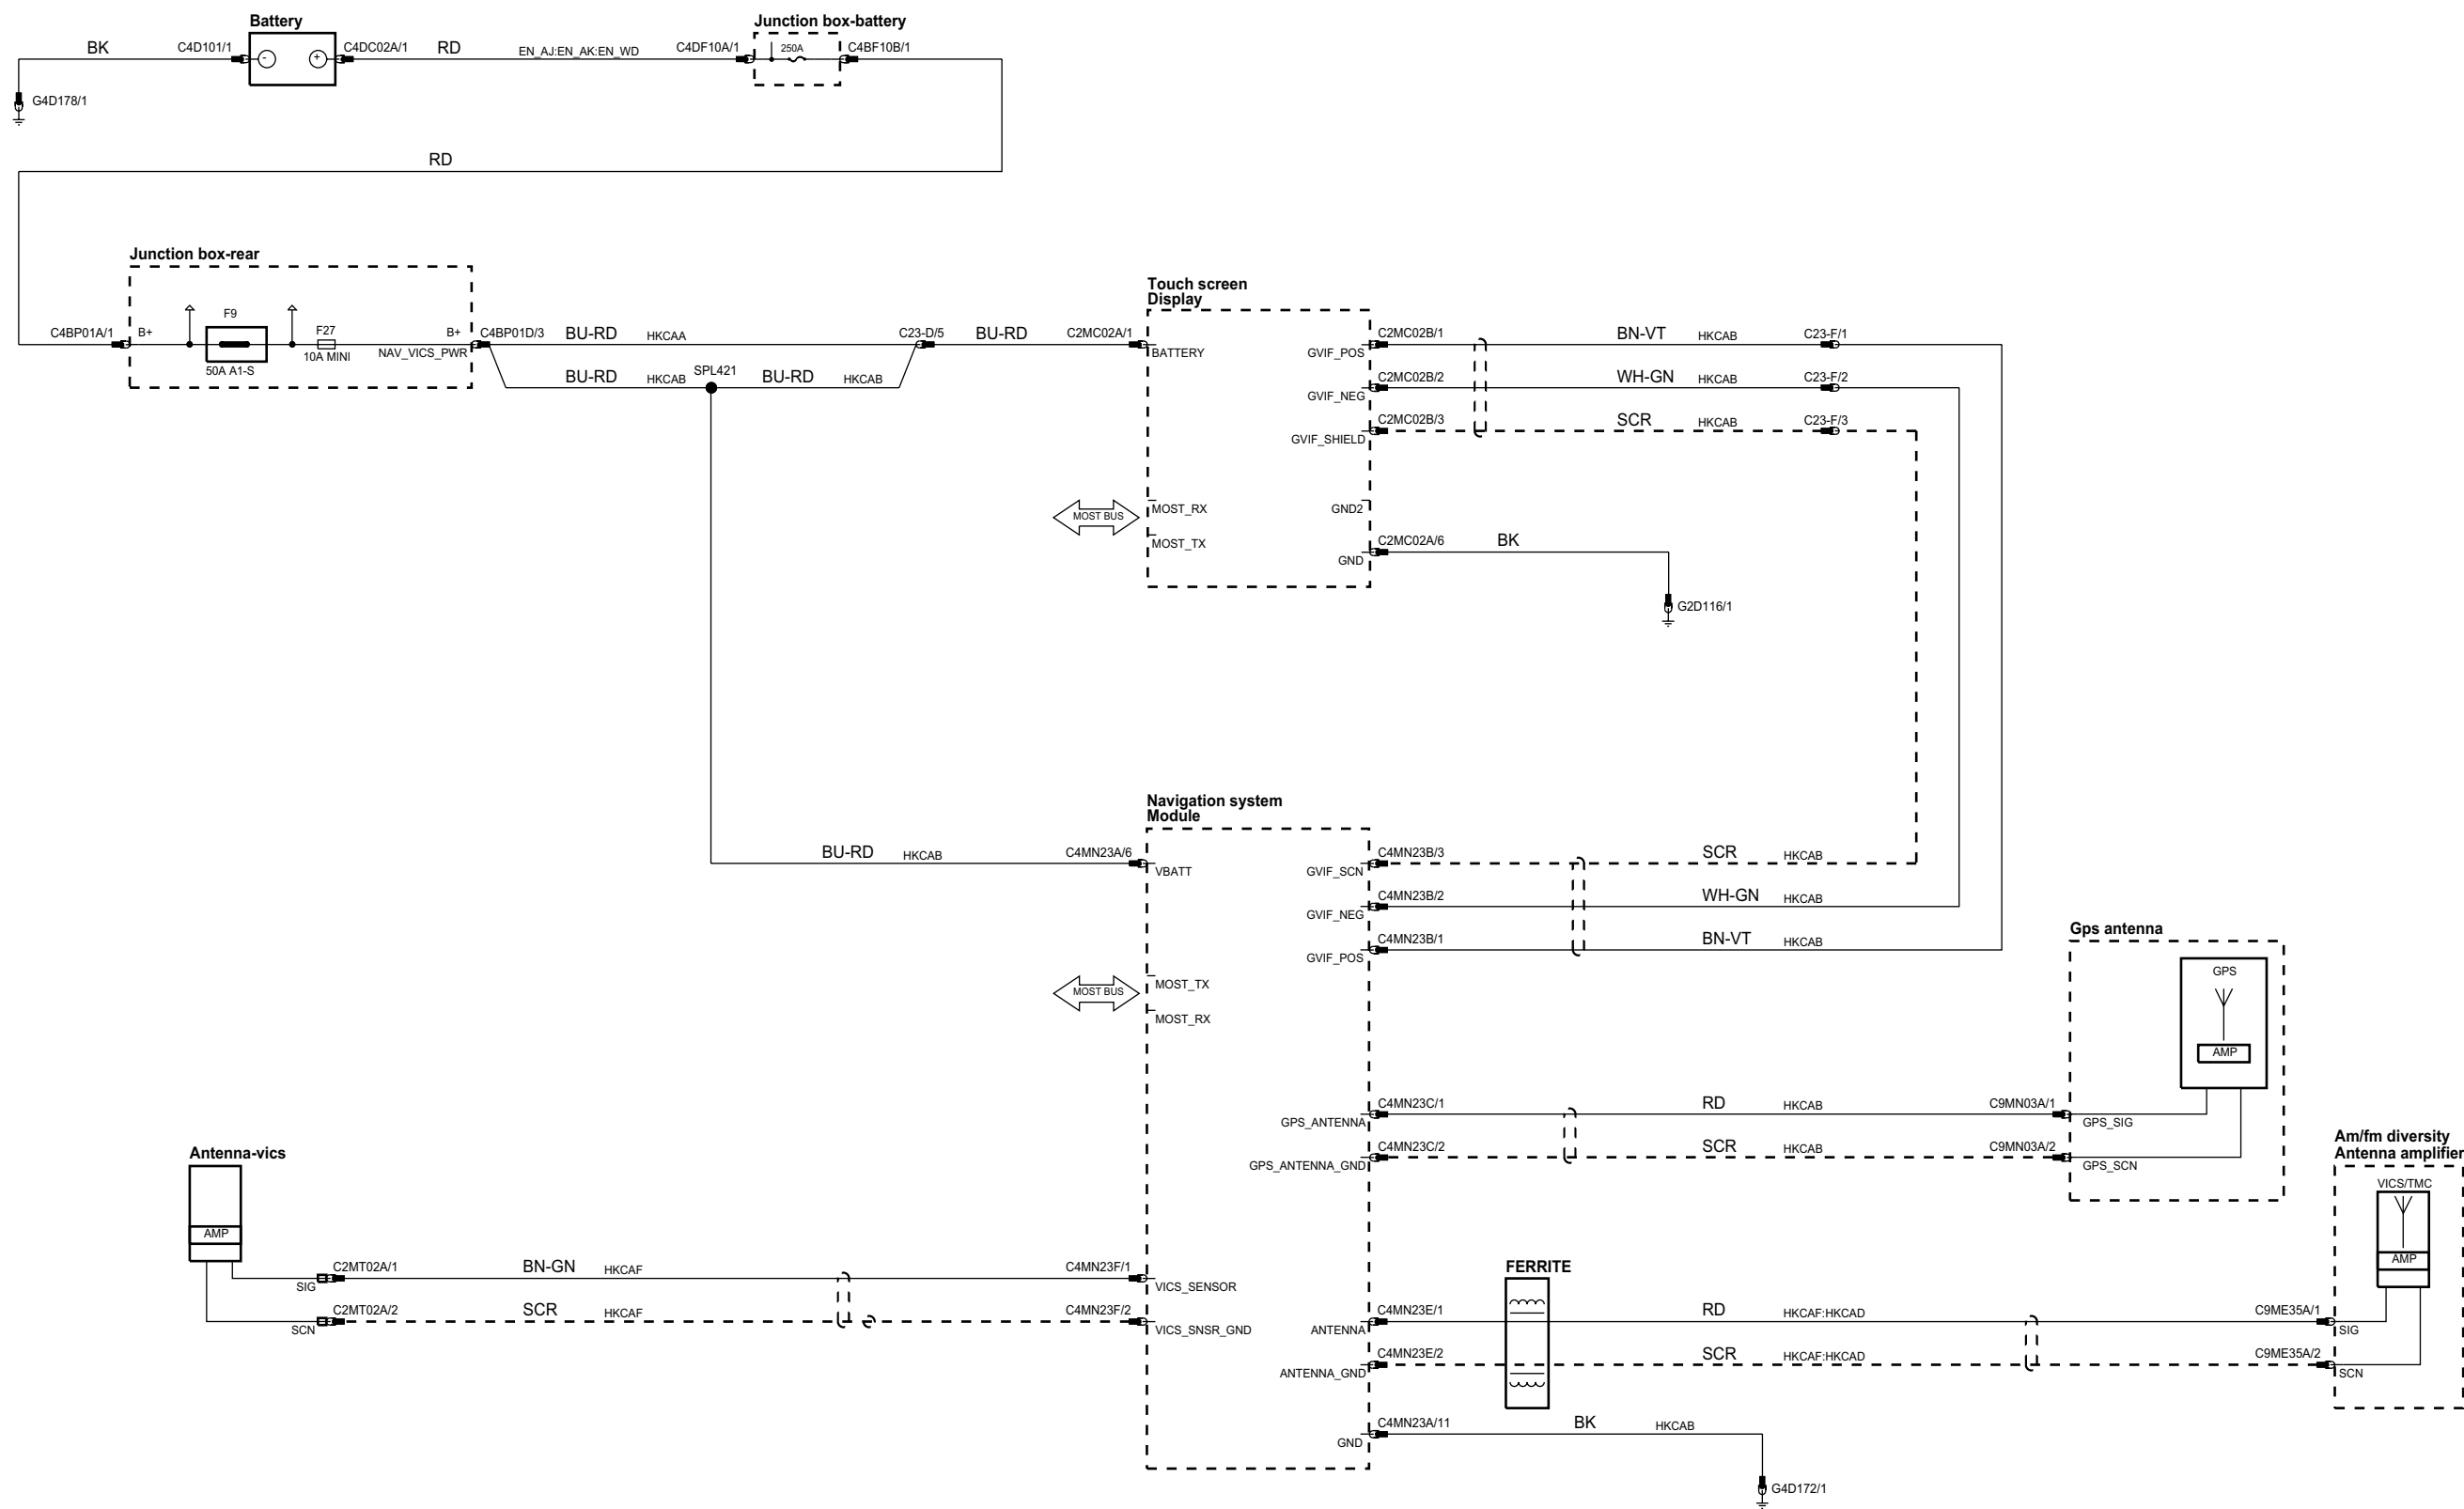 Battery
Junction box-battery
BK
C4D101/1
-
+
C4DC02A/1
RD
EN_AJ:EN_AK:EN_WD
C4DF10A/1
250A
C4BF10B/1
G4D178/1
RD
Junction box-rear
C4BP01A/1
B+
F9
50A A1-S
F27
10A MINI
B+
NAV_VICS_PWR
C4BP01D/3
BU-RD
HKCAA
C23-D/5
BU-RD
C2MC02A/1
BU-RD
HKCAB
SPL421
BU-RD
HKCAB
Touch screen
Display
BATTERY
GVIF_POS
C2MC02B/1
BN-VT
HKCAB
C23-F/1
GVIF_NEG
C2MC02B/2
WH-GN
HKCAB
C23-F/2
GVIF_SHIELD
C2MC02B/3
SCR
HKCAB
C23-F/3
MOST BUS
MOST_RX
MOST_TX
GND2
GND
C2MC02A/6
BK
G2D116/1
Navigation system
Module
BU-RD
HKCAB
C4MN23A/6
VBATT
GVIF_SCN
C4MN23B/3
SCR
HKCAB
GVIF_NEG
C4MN23B/2
WH-GN
HKCAB
GVIF_POS
C4MN23B/1
BN-VT
HKCAB
MOST BUS
MOST_TX
MOST_RX
Gps antenna
GPS
AMP
GPS_ANTENNA
C4MN23C/1
RD
HKCAB
C9MN03A/1
GPS_SIG
GPS_ANTENNA_GND
C4MN23C/2
SCR
HKCAB
C9MN03A/2
GPS_SCN
Antenna-vics
AMP
SIG
C2MT02A/1
BN-GN
HKCAF
C4MN23F/1
VICS_SENSOR
SCN
C2MT02A/2
SCR
HKCAF
C4MN23F/2
VICS_SNSR_GND
Am/fm diversity
Antenna amplifier
VICS/TMC
AMP
FERRITE
ANTENNA
C4MN23E/1
RD
HKCAF:HKCAD
C9ME35A/1
SIG
ANTENNA_GND
C4MN23E/2
SCR
HKCAF:HKCAD
C9ME35A/2
SCN
GND
C4MN23A/11
BK
HKCAB
G4D172/1